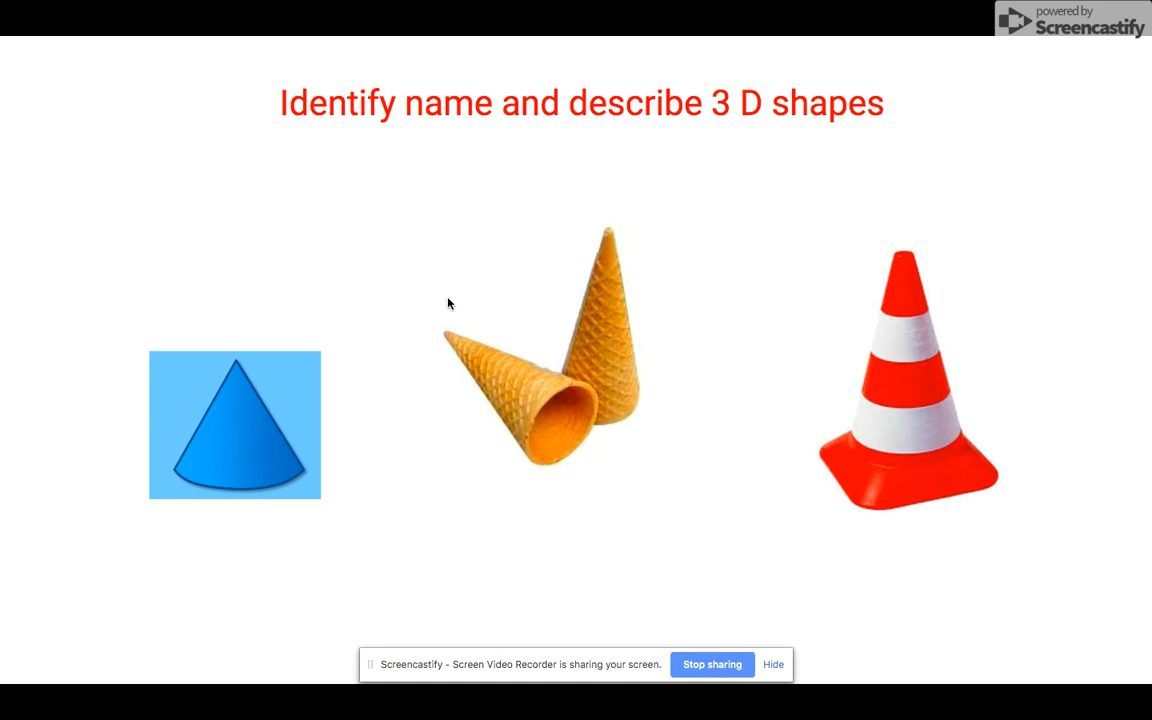 powered by
Screencastify
Identify name and describe 3 D shapes
Screencastify - Screen Video Recorder is sharing your screen.
Stop sharing
Hide